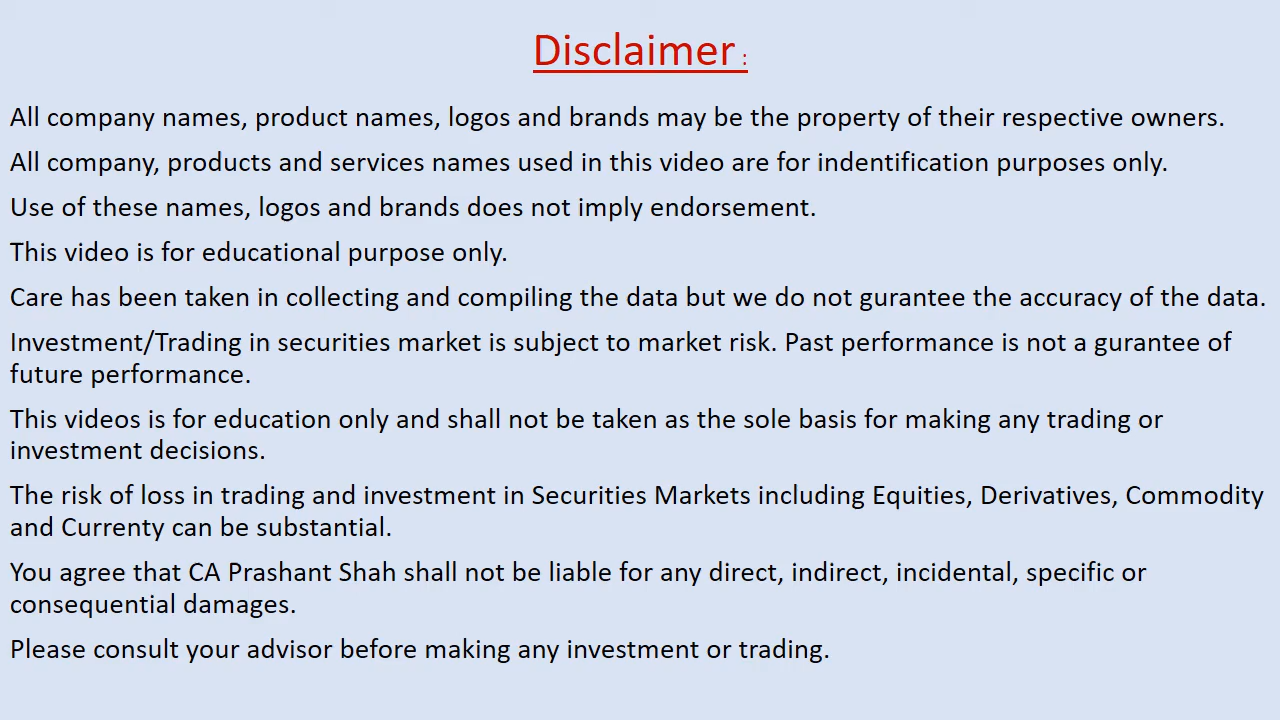 Disclaimer :
All company names, product names, logos and brands may be the property of their respective owners.
All company, products and services names used in this video are for indentification purposes only.
Use of these names, logos and brands does not imply endorsement.
This video is for educational purpose only.
Care has been taken in collecting and compiling the data but we do not gurantee the accuracy of the data.
Investment/Trading in securities market is subject to market risk. Past performance is not a gurantee of
future performance.
This videos is for education only and shall not be taken as the sole basis for making any trading or
investment decisions.
The risk of loss in trading and investment in Securities Markets including Equities, Derivatives, Commodity
and Currenty can be substantial.
You agree that CA Prashant Shah shall not be liable for any direct, indirect, incidental, specific or
consequential damages.
Please consult your advisor before making any investment or trading.